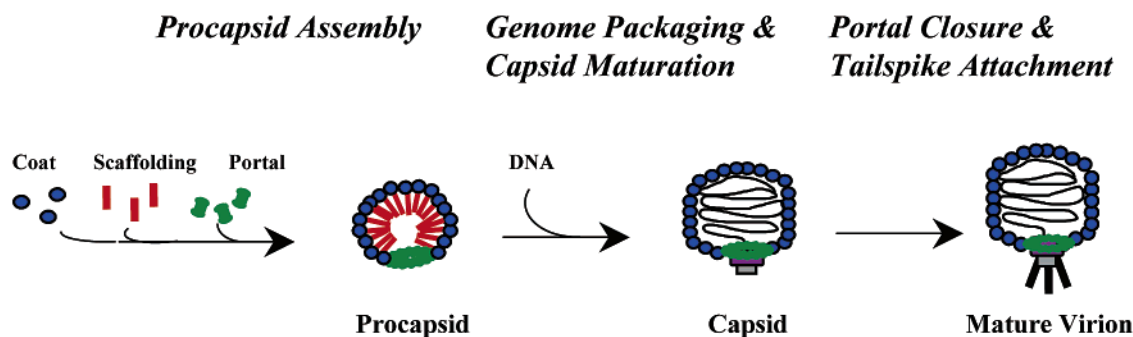 Procapsid Assembly
Genome Packaging &
Capsid Maturation
Portal Closure &
Tailspike Attachment
Coat
Scaffolding
Portal
DNA
Procapsid
Capsid
Mature Virion